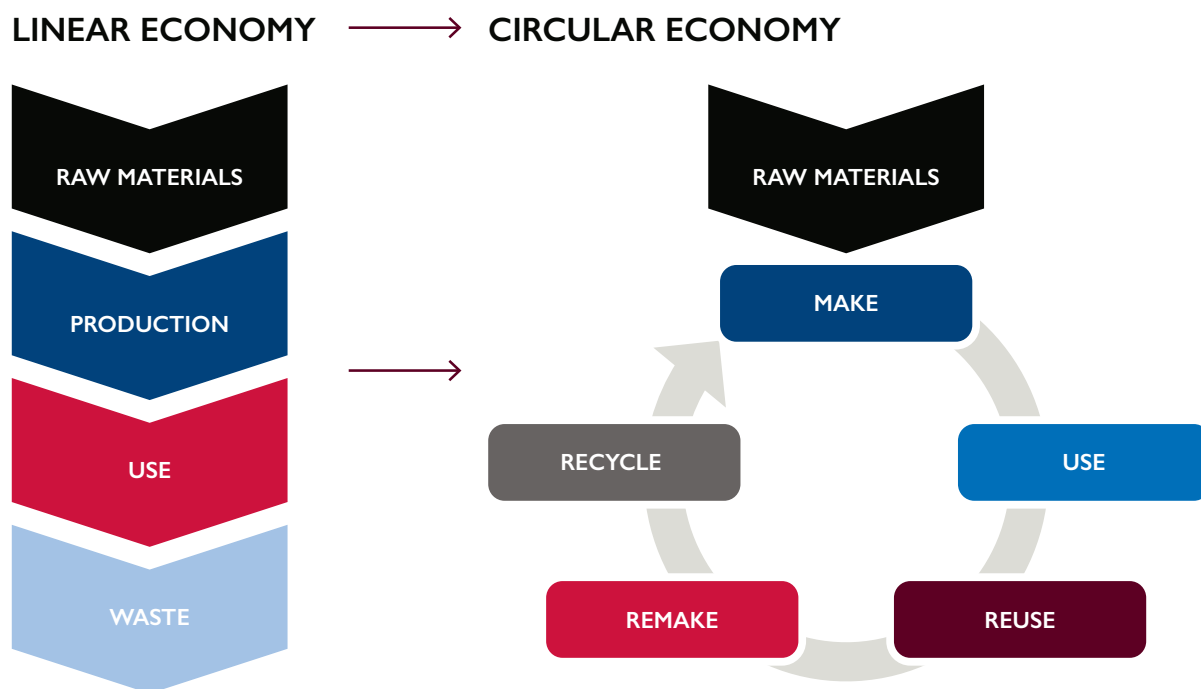 LINEAR ECONOMY
RAW MATERIALS
PRODUCTION
USE
WASTE
CIRCULAR ECONOMY
RAW MATERIALS
MAKE
USE
REUSE
REMAKE
RECYCLE